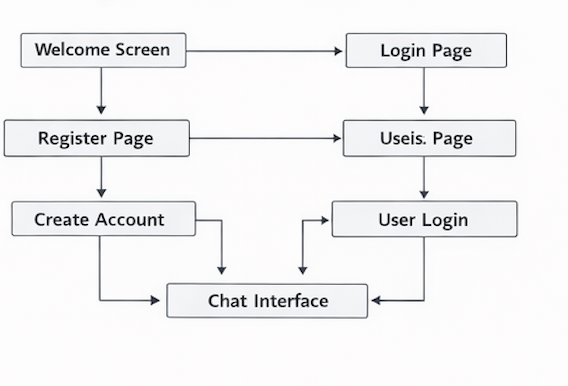 Welcome Screen
Login Page
Register Page
Useis. Page
Create Account
User Login
Chat Interface